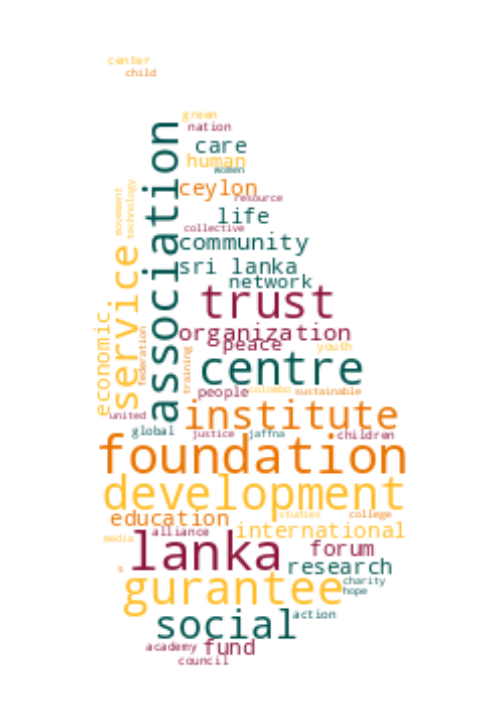 center
child
green
nation
association
care
human
women
ceylon
resource
movement
technology
life
collective
community
service
sri lanka
network
trust
economic
organization
federation
peace
youth
training
centre
people
colombo
sustainable
united
institute
global
justice
jaffna
children
foundation
development
education
studies
college
international
alliance
media
lanka
forum
research
&
gurantee
charity
hope
social
action
academy
fund
council